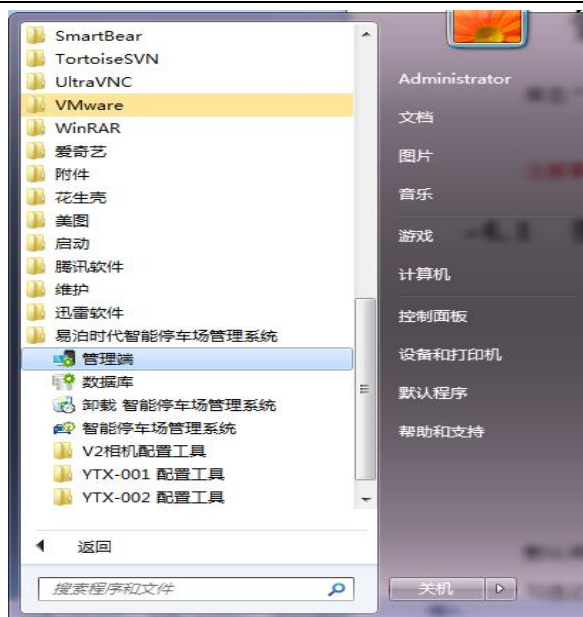 SmartBear
TortoiseSVN
UltraVNC
VMware
WinRAR
爱奇艺
附件
花生壳
美图
启动
腾讯软件
维护
迅雷软件
易泊时代智能停车场管理系统
管理端
数据库
卸载 智能停车场管理系统
智能停车场管理系统
V2相机配置工具
YTX-001 配置工具
YTX-002 配置工具
返回
搜索程序和文件
Administrator
文档
图片
音乐
游戏
计算机
控制面板
设备和打印机
默认程序
帮助和支持
关机